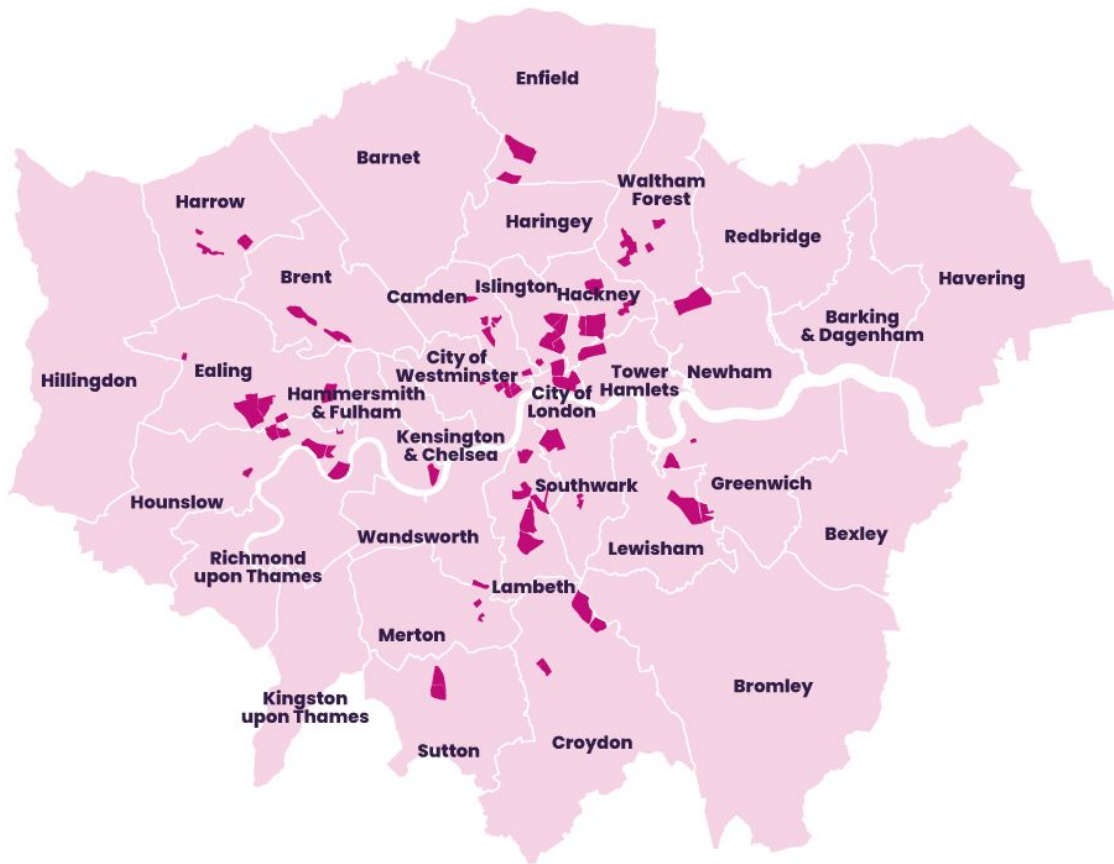 Enfield
Barnet
Waltham
Forest
Harrow
Haringey
Redbridge
Havering
Brent
Islington
Camden
Hackney
Barking
& Dagenham
City of
Westminster
Ealing
Tower
Hamlets
Newham
Hillingdon
Hammersmith
& Fulham
City of
London
Kensington
& Chelsea
Southwark
Greenwich
Hounslow
Wandsworth
Bexley
Lewisham
Richmond
upon Thames
Lambeth
Merton
Bromley
Kingston
upon Thames
Sutton
Croydon